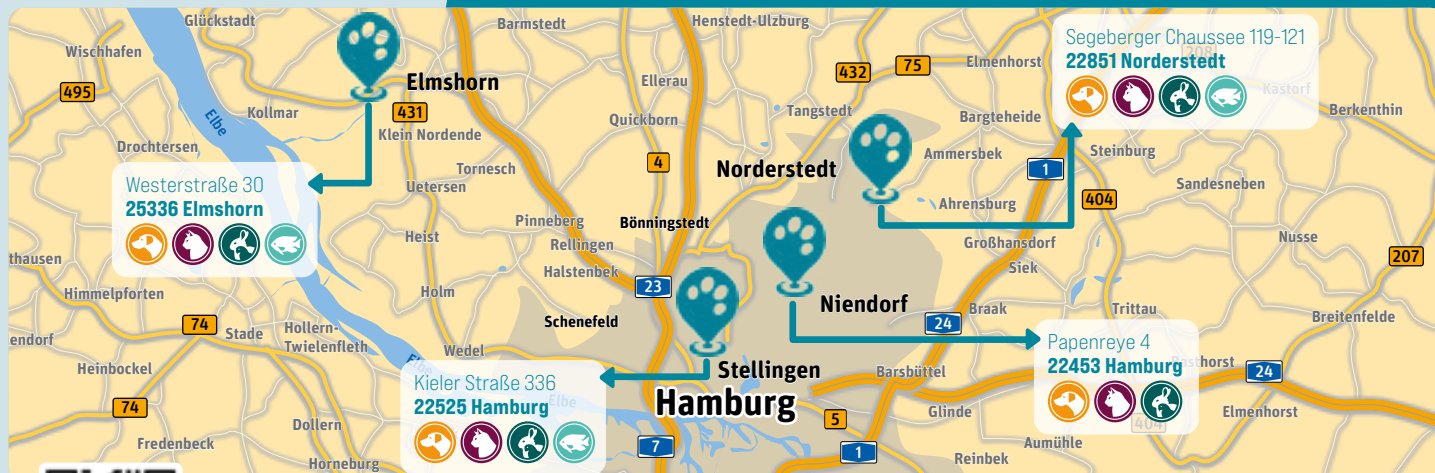 Glückstadt
Barmstedt
Henstedt-Ulzburg
Wischhafen
495
Elmshorn
Ellerau
432
75
Elmenhorst
Segeberger Chaussee 119-121
22851 Norderstedt
208
Kastorf
Berkenthin
Kollmar
431
Elbe
Klein Nordende
Quickborn
Tangstedt
Bargteheide
Drochtersen
Tornesch
4
Norderstedt
Ammersbek
1
Steinburg
Westerstraße 30
25336 Elmshorn
Uetersen
Sandesneben
404
Ahrensburg
Pinneberg
Bönningstedt
Heist
Rellingen
Großhansdorf
Nusse
207
thausen
Halstenbek
Siek
23
Himmelpforten
Holm
Niendorf
Braak
Trittau
Breitenfelde
74
Stade
Hollern-
Twielenfleth
Schenefeld
24
endorf
Wedel
Elbe
Papenreye 4
22453 Hamburg
Basthorst
24
Heinbockel
Stellingen
Barsbüttel
Kieler Straße 336
22525 Hamburg
Elbe
Hamburg
74
5
Glinde
404
Elmenhorst
Dollern
Fredenbeck
7
1
Aumühle
Horneburg
Reinbek